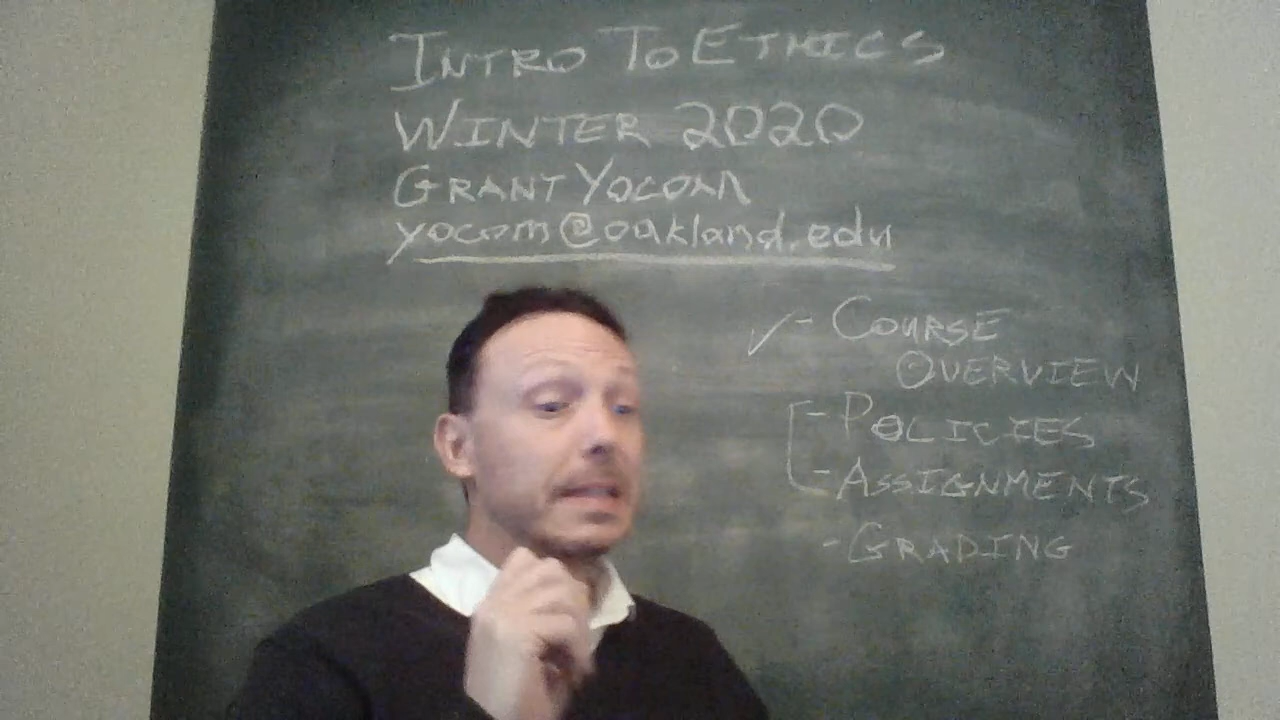 INTRO TO ETHICS
WINTER 2020
GRANT YOCOM
yocom@oakland.edu
✓ - COURSE
OVERVIEW
- POLICIES
- ASSIGNMENTS
- GRADING